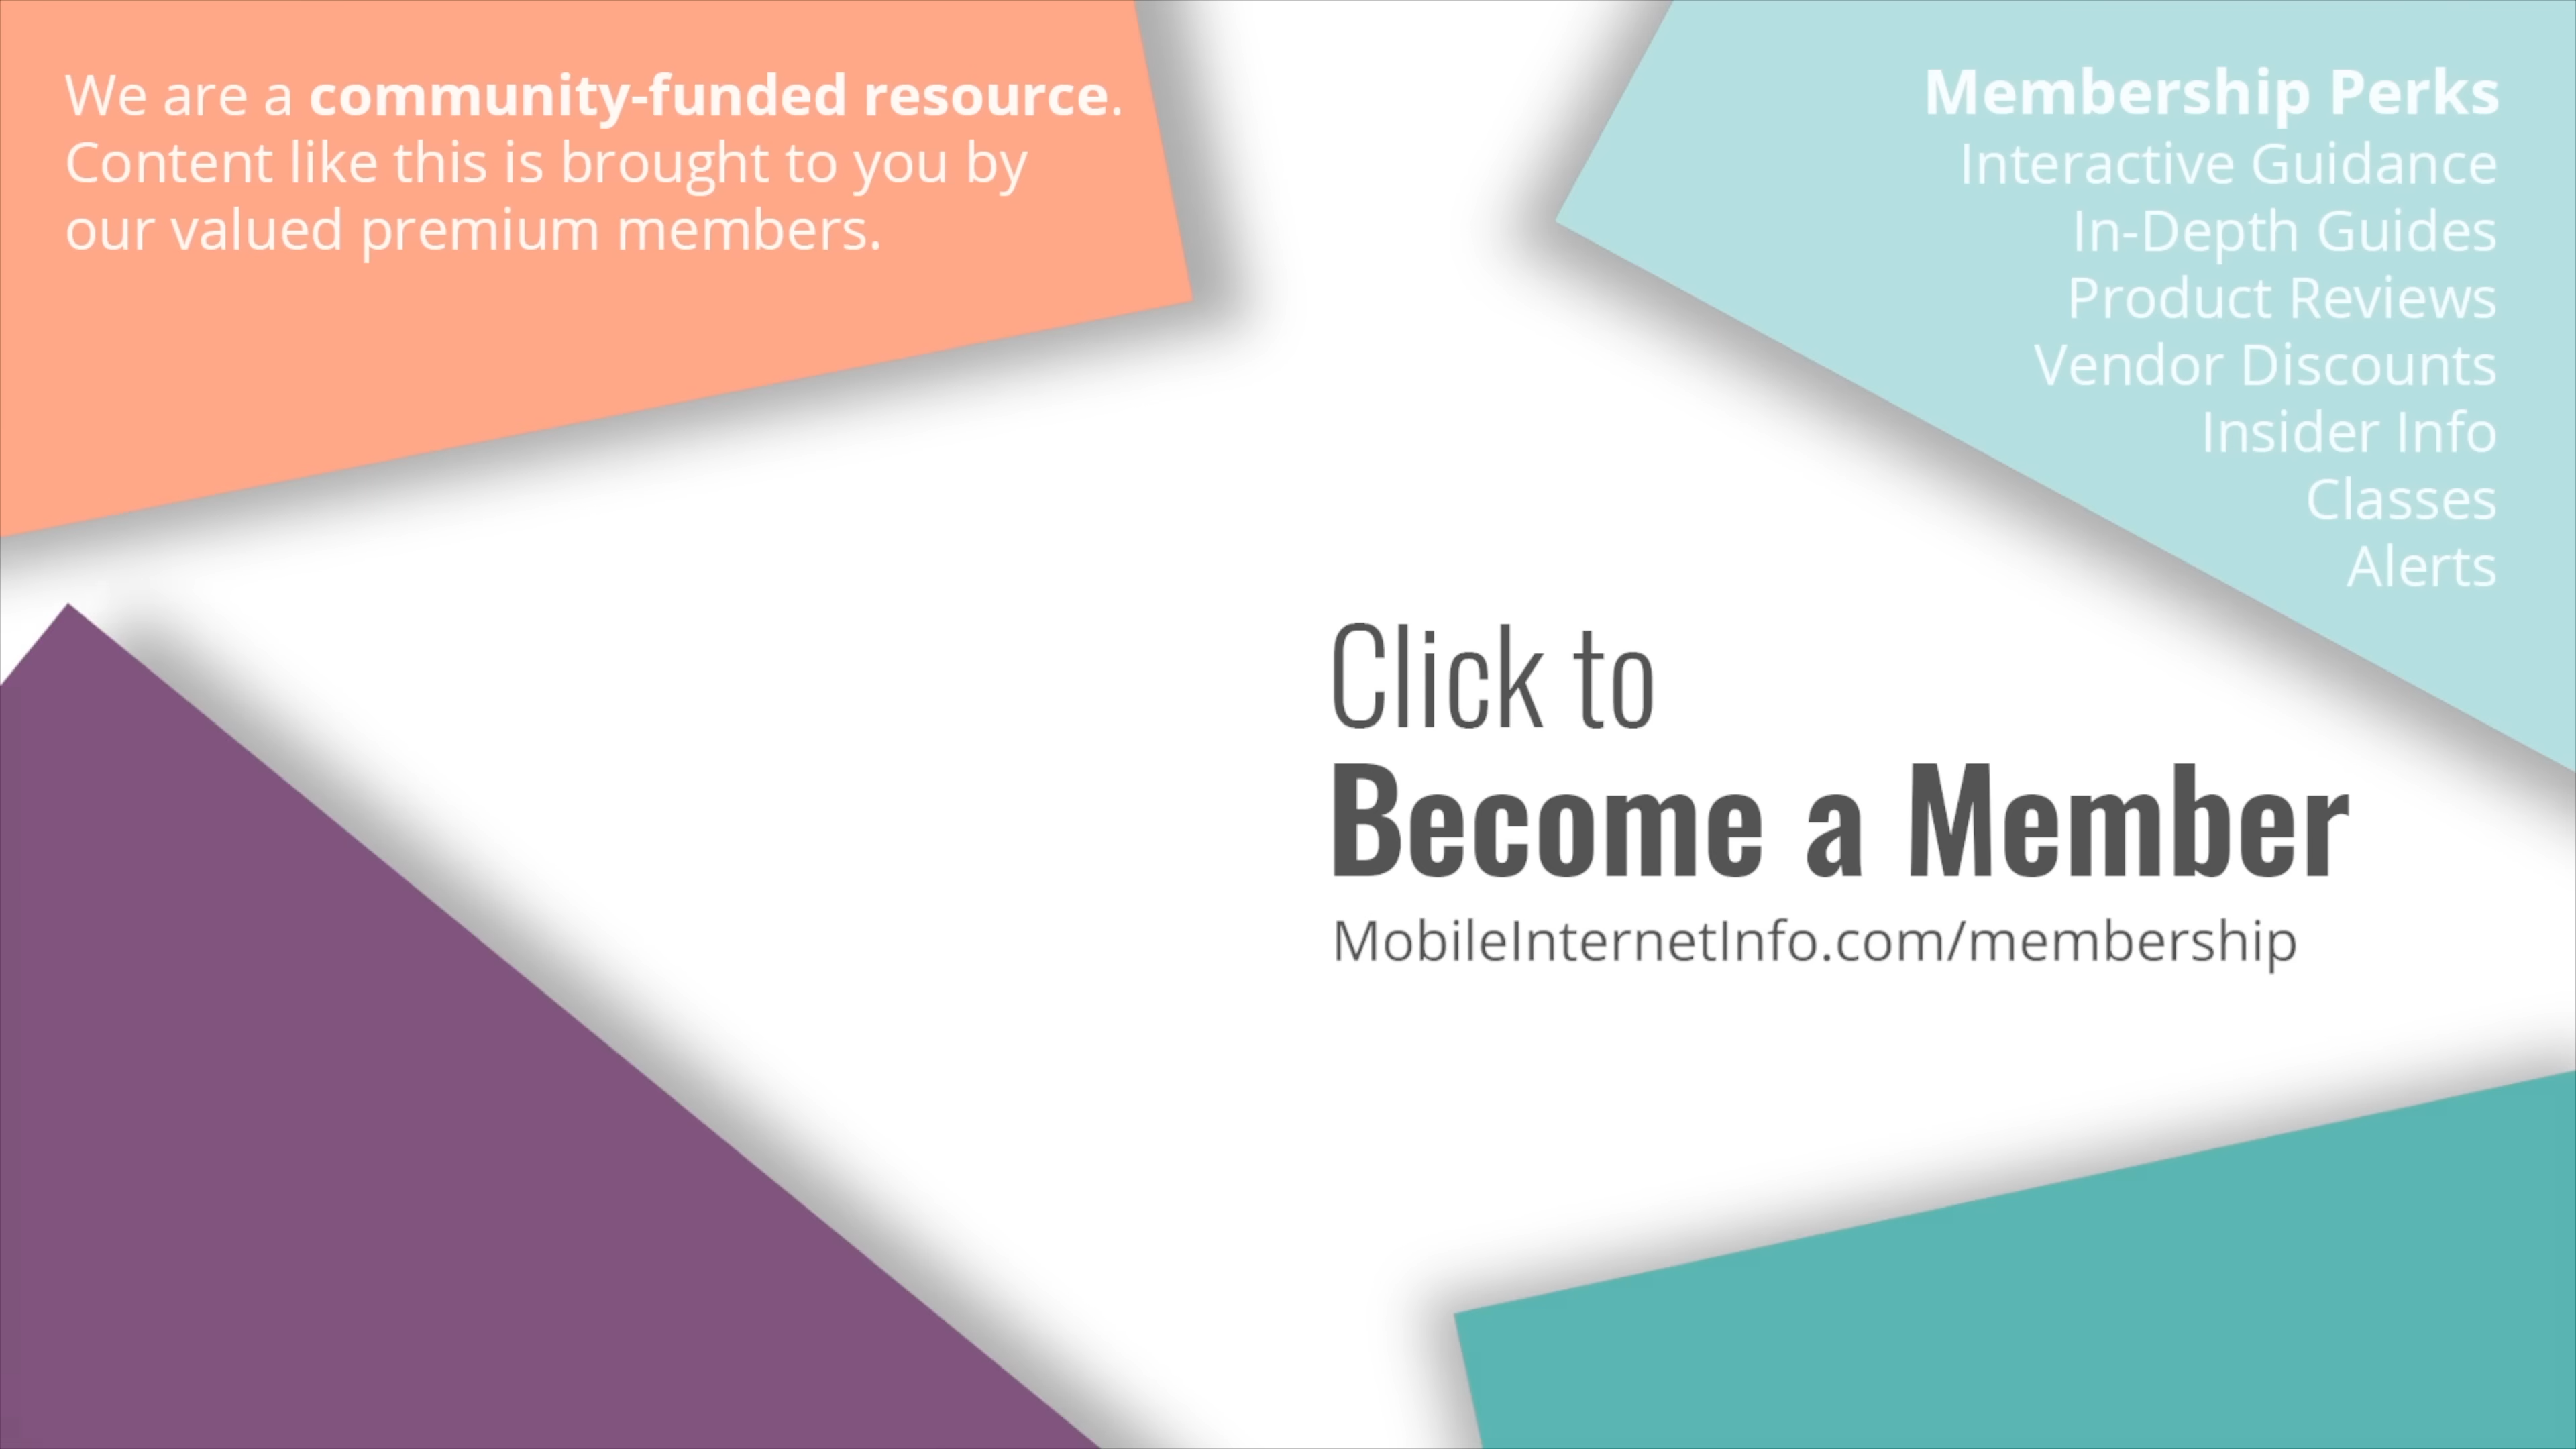 We are a community-funded resource.
Content like this is brought to you by
our valued premium members.
Membership Perks
Interactive Guidance
In-Depth Guides
Product Reviews
Vendor Discounts
Insider Info
Classes
Alerts
Click to
Become a Member
MobileInternetInfo.com/membership